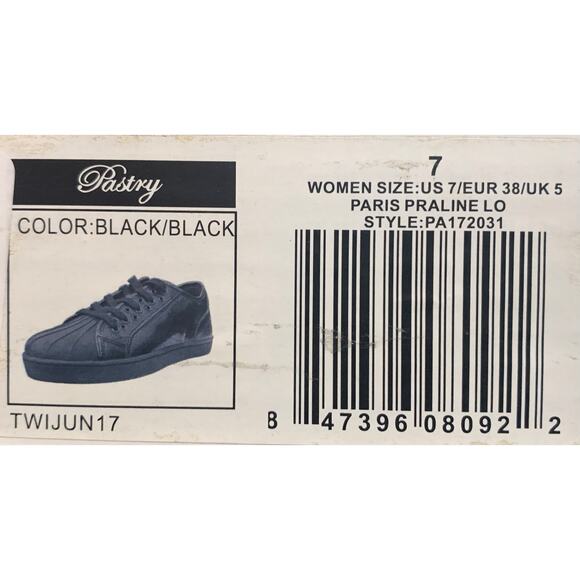 Pastry
COLOR:BLACK/BLACK
TWIJUN17
7
WOMEN SIZE:US 7/EUR 38/UK 5
PARIS PRALINE LO
STYLE:PA172031
8 47396 08092 2